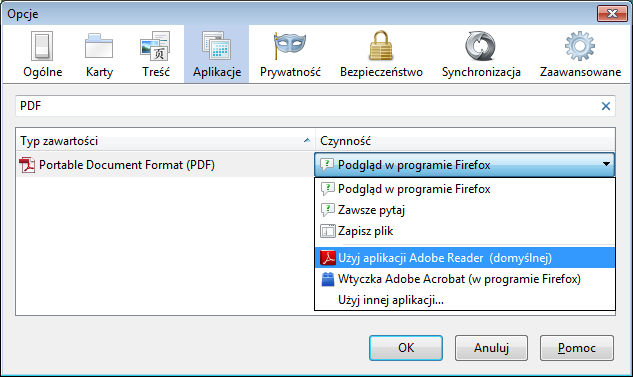 Opcje
Ogólne Karty Treść Aplikacje Prywatność Bezpieczeństwo Synchronizacja Zaawansowane
PDF
Typ zawartości Czynność
Portable Document Format (PDF) Podgląd w programie Firefox
Podgląd w programie Firefox
Zawsze pytaj
Zapisz plik
Użyj aplikacji Adobe Reader (domyślnej)
Wtyczka Adobe Acrobat (w programie Firefox)
Użyj innej aplikacji...
OK Anuluj Pomoc